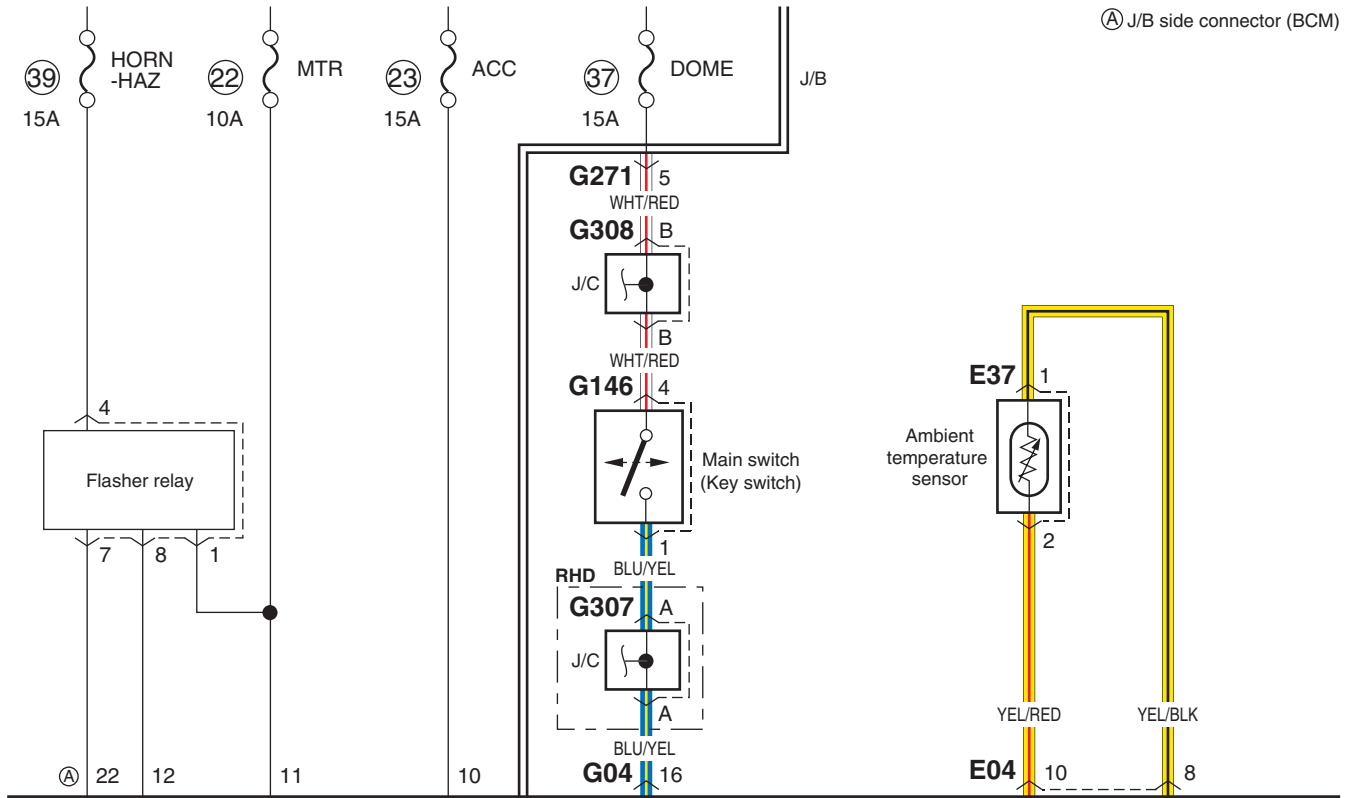 Ⓐ J/B side connector (BCM)
39 HORN
-HAZ
15A
22 MTR
10A
23 ACC
15A
37 DOME
15A
J/B
G271 5
WHT/RED
G308 B
J/C
B
WHT/RED
G146 4
Main switch
(Key switch)
1
BLU/YEL
RHD
G307 A
J/C
A
BLU/YEL
G04 16
4
Flasher relay
7 8 1
Ⓐ 22 12 11 10
E37 1
Ambient
temperature
sensor
2
YEL/RED YEL/BLK
E04 10 8